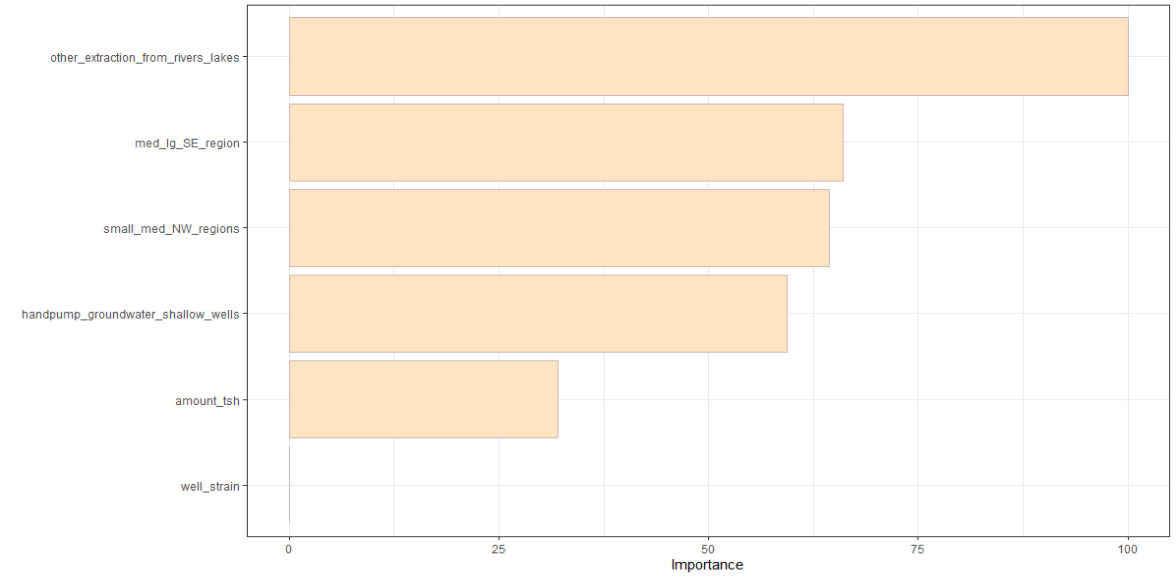 other_extraction_from_rivers_lakes
med_lg_SE_region
small_med_NW_regions
handpump_groundwater_shallow_wells
amount_tsh
well_strain
0 25 50 75 100
Importance